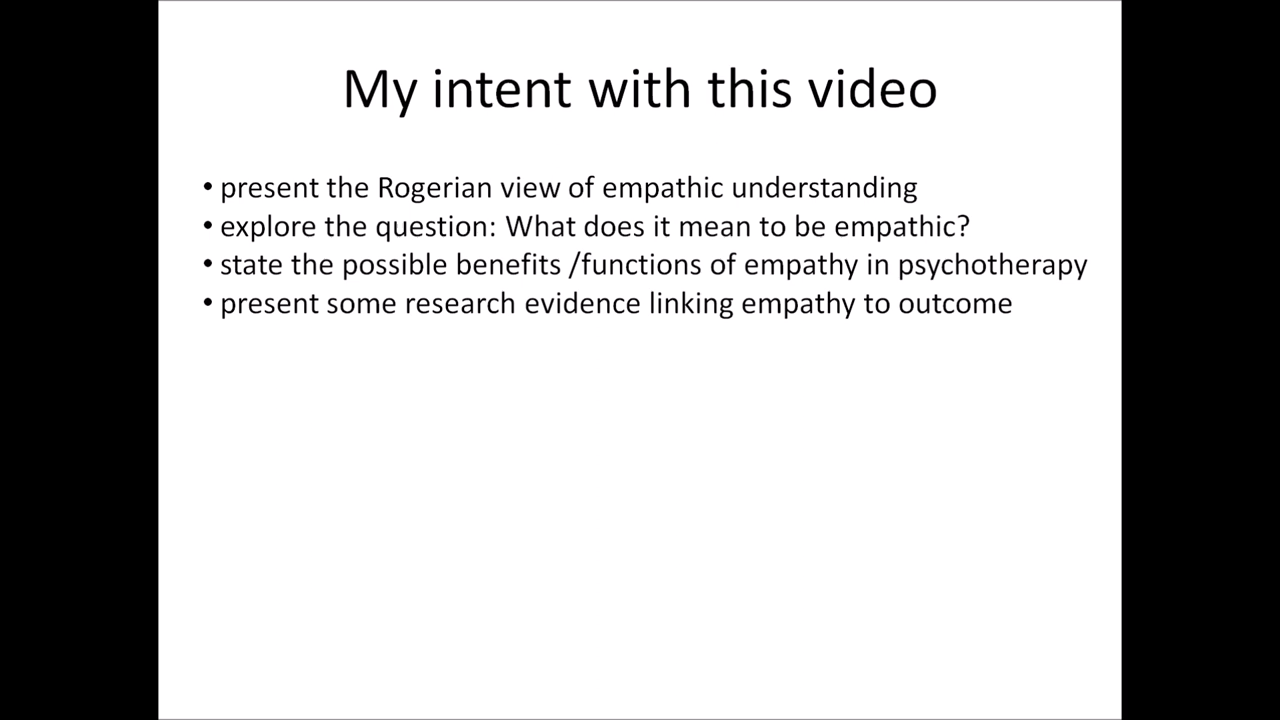 My intent with this video
• present the Rogerian view of empathic understanding
• explore the question: What does it mean to be empathic?
• state the possible benefits /functions of empathy in psychotherapy
• present some research evidence linking empathy to outcome